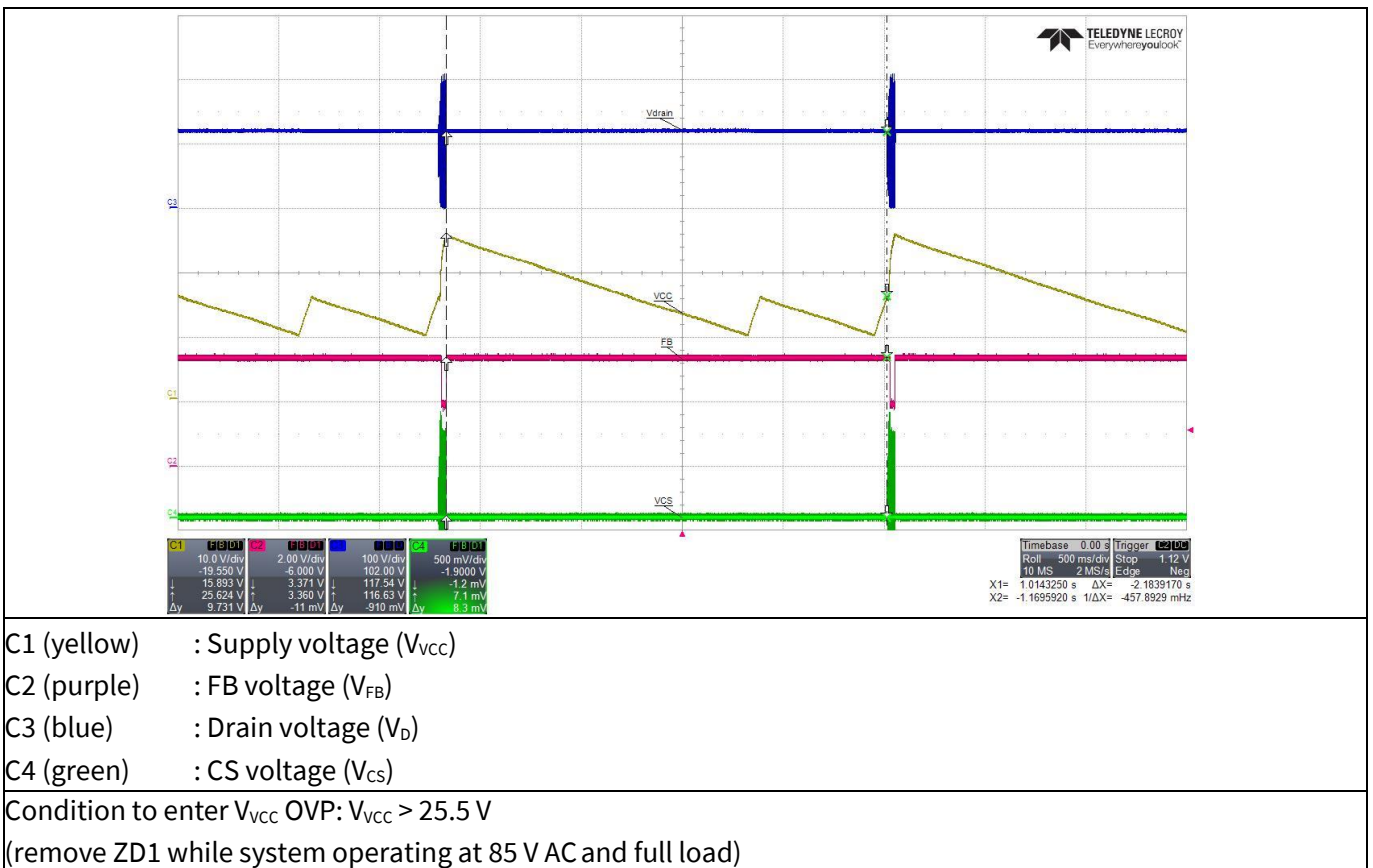 TELEDYNE LECROY
Everywhereyoulook
Vdrain
C3
VCC
FB
C1
C2
VCS
C4
C1 F B D1 C2 F B D1 C4 F B D1
10.0 V/div 2.00 V/div 100 V/div 500 mV/div
-19.550 V -6.000 V 102.00 V -1.9000 V
↓ 15.893 V ↓ 3.371 V ↓ 117.54 V ↓ -1.2 mV
↑ 25.624 V ↑ 3.360 V ↑ 116.63 V ↑ 7.1 mV
Δy 9.731 V Δy -11 mV Δy -910 mV Δy 8.3 mV
Timebase 0.00 s Trigger C2 DC
Roll 500 ms/div Stop 1.12 V
10 MS 2 MS/s Edge Neg
X1= 1.0143250 s ΔX= -2.1839170 s
X2= -1.1695920 s 1/ΔX= -457.8929 mHz
C1 (yellow) : Supply voltage (VVCC)
C2 (purple) : FB voltage (VFB)
C3 (blue) : Drain voltage (VD)
C4 (green) : CS voltage (VCS)
Condition to enter VVCC OVP: VVCC > 25.5 V
(remove ZD1 while system operating at 85 V AC and full load)